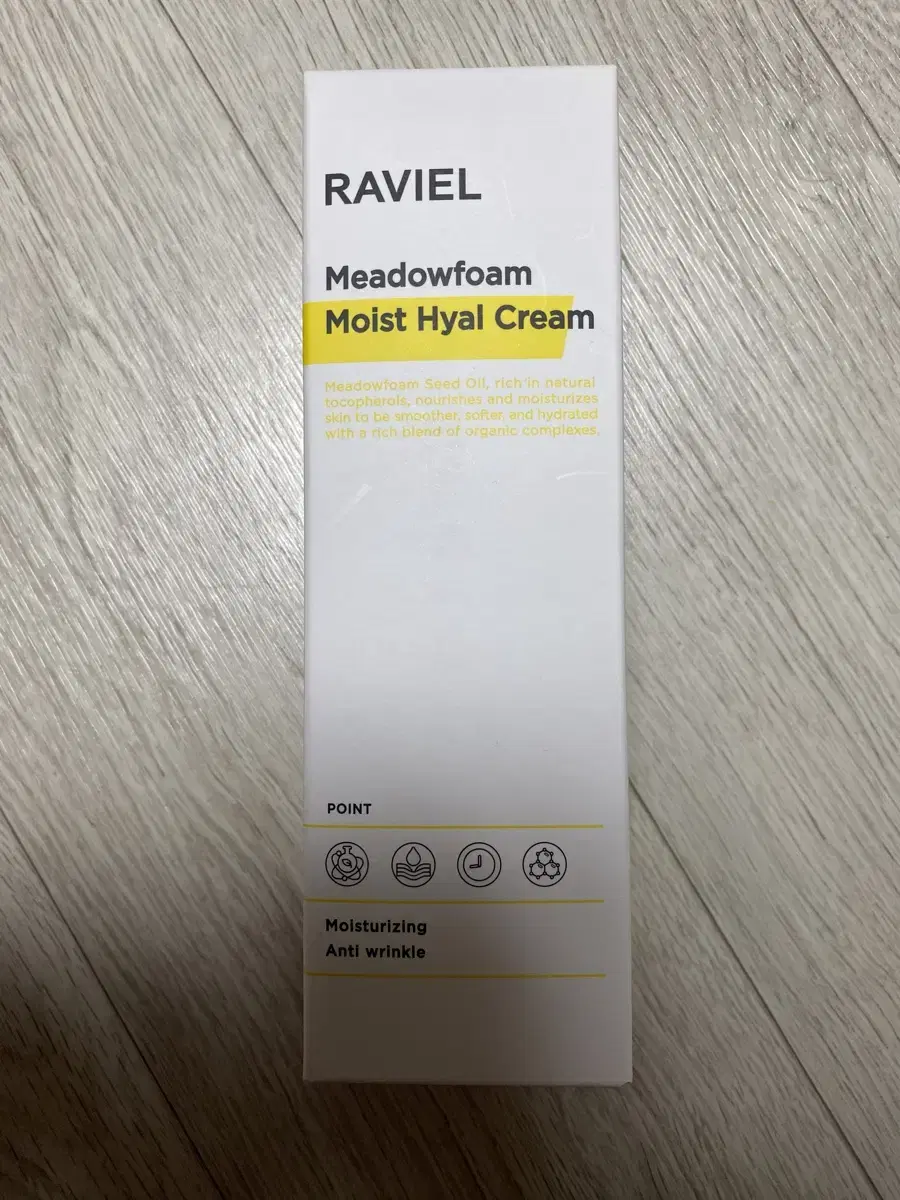 RAVIEL
Meadowfoam
Moist Hyal Cream
Meadowfoam Seed Oil, rich in natural
tocopherols, nourishes and moisturizes
skin to be smoother, softer, and hydrated
with a rich blend of organic complexes.
POINT
Moisturizing
Anti wrinkle